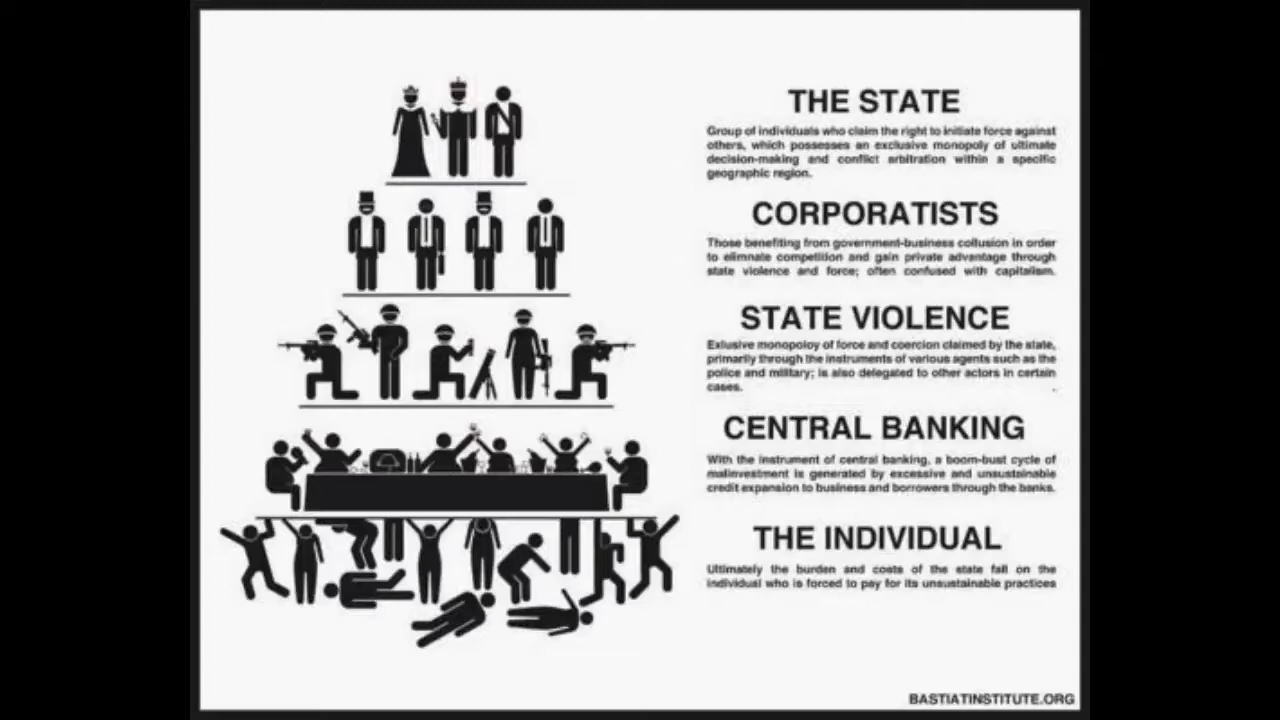 THE STATE
Group of individuals who claim the right to initiate force against
others, which possesses an exclusive monopoly of ultimate
decision-making and conflict arbitration within a specific
geographic region.
CORPORATISTS
Those benefiting from government-business collusion in order
to elimnate competition and gain private advantage through
state violence and force; often confused with capitalism.
STATE VIOLENCE
Exlusive monopoloy of force and coercion claimed by the state,
primarily through the instruments of various agents such as the
police and military; is also delegated to other actors in certain
cases.
CENTRAL BANKING
With the instrument of central banking, a boom-bust cycle of
malinvestment is generated by excessive and unsustainable
credit expansion to business and borrowers through the banks.
THE INDIVIDUAL
Ultimately the burden and costs of the state fall on the
individual who is forced to pay for its unsustainable practices
BASTIATINSTITUTE.ORG